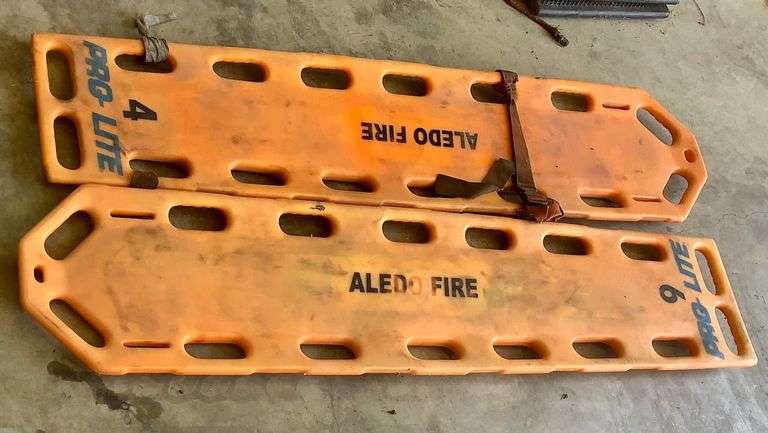 PRO-LITE
4
ALEDO FIRE
ALEDO FIRE
9
PRO-LITE